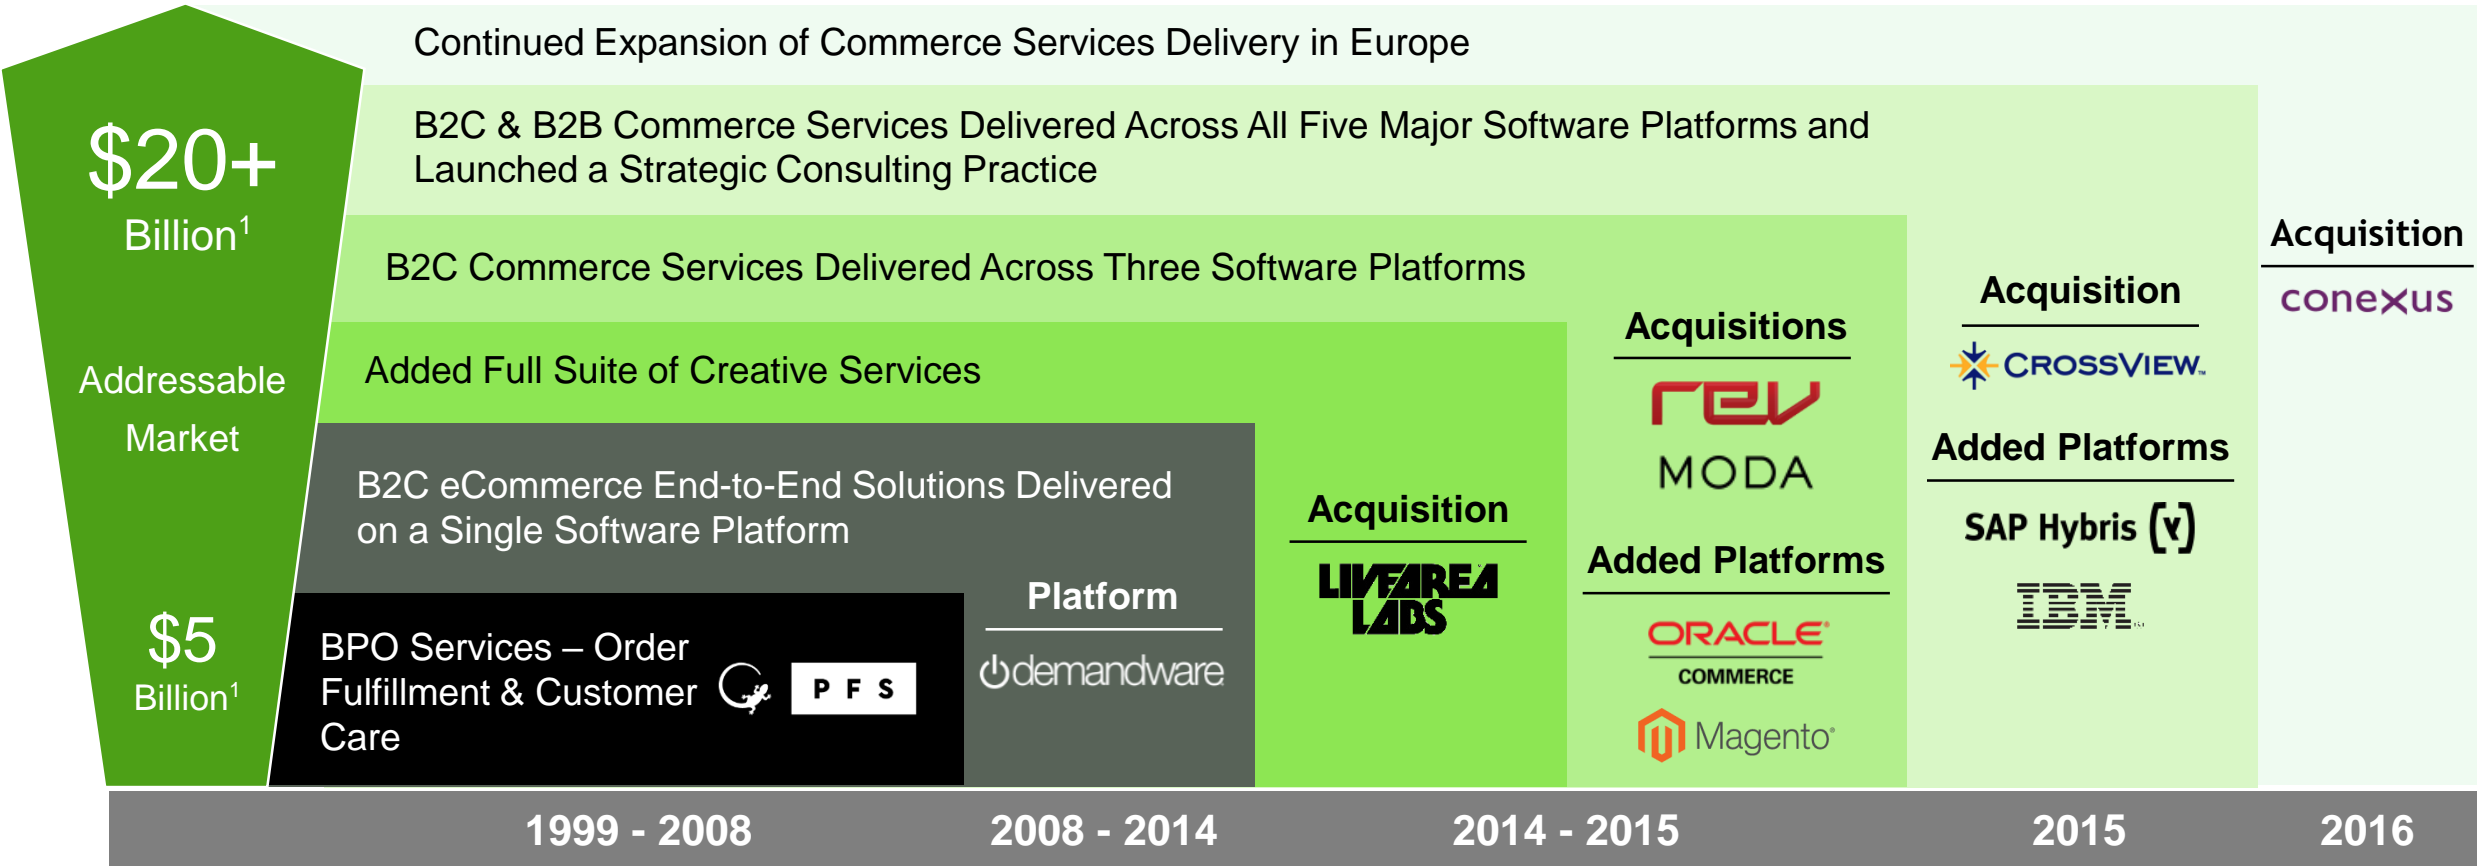 Continued Expansion of Commerce Services Delivery in Europe
B2C & B2B Commerce Services Delivered Across All Five Major Software Platforms and
Launched a Strategic Consulting Practice
B2C Commerce Services Delivered Across Three Software Platforms
Added Full Suite of Creative Services
B2C eCommerce End-to-End Solutions Delivered
on a Single Software Platform
BPO Services – Order
Fulfillment & Customer
Care
PFS
$20+
Billion¹
Addressable
Market
$5
Billion¹
Platform
demandware
Acquisition
LIVEAREA
LABS
Acquisitions
rev
MODA
Added Platforms
ORACLE®
COMMERCE
Magento®
Acquisition
CROSSVIEW™
Added Platforms
SAP Hybris (y)
IBM
Acquisition
conexus
1999 - 2008
2008 - 2014
2014 - 2015
2015
2016